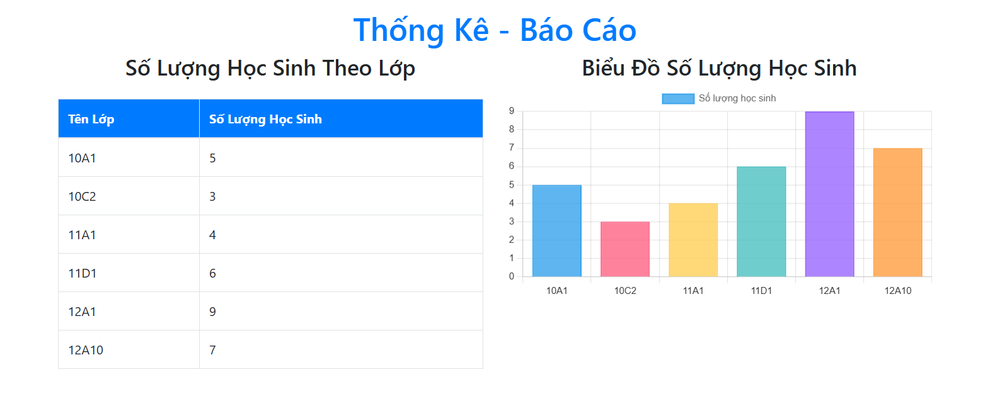 Thống Kê - Báo Cáo
Số Lượng Học Sinh Theo Lớp
Tên Lớp Số Lượng Học Sinh
10A1 5
10C2 3
11A1 4
11D1 6
12A1 9
12A10 7
Biểu Đồ Số Lượng Học Sinh
Số lượng học sinh
9
8
7
6
5
4
3
2
1
0
10A1 10C2 11A1 11D1 12A1 12A10